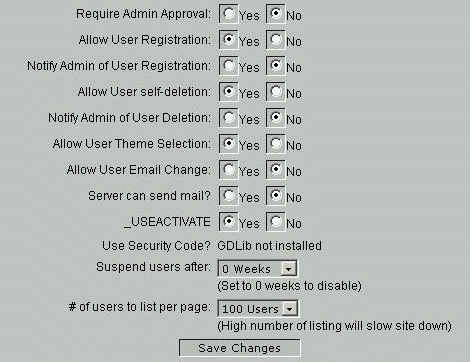 Require Admin Approval: Yes No
Allow User Registration: Yes No
Notify Admin of User Registration: Yes No
Allow User self-deletion: Yes No
Notify Admin of User Deletion: Yes No
Allow User Theme Selection: Yes No
Allow User Email Change: Yes No
Server can send mail? Yes No
_USEACTIVATE Yes No
Use Security Code? GDLib not installed
Suspend users after: 0 Weeks
(Set to 0 weeks to disable)
# of users to list per page: 100 Users
(High number of listing will slow site down)
Save Changes